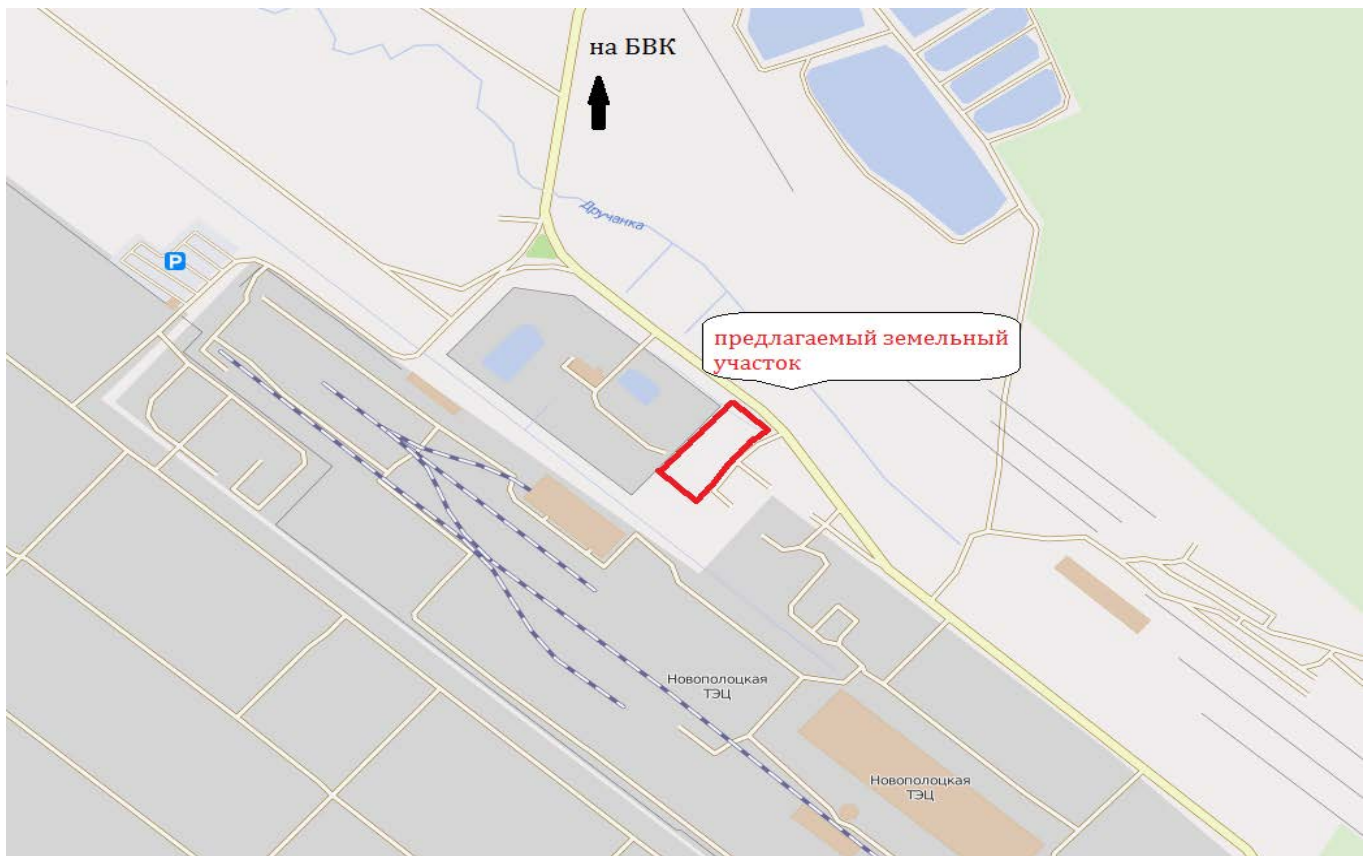 на БВК
Дручанка
P
предлагаемый земельный
участок
Новополоцкая
ТЭЦ
Новополоцкая
ТЭЦ